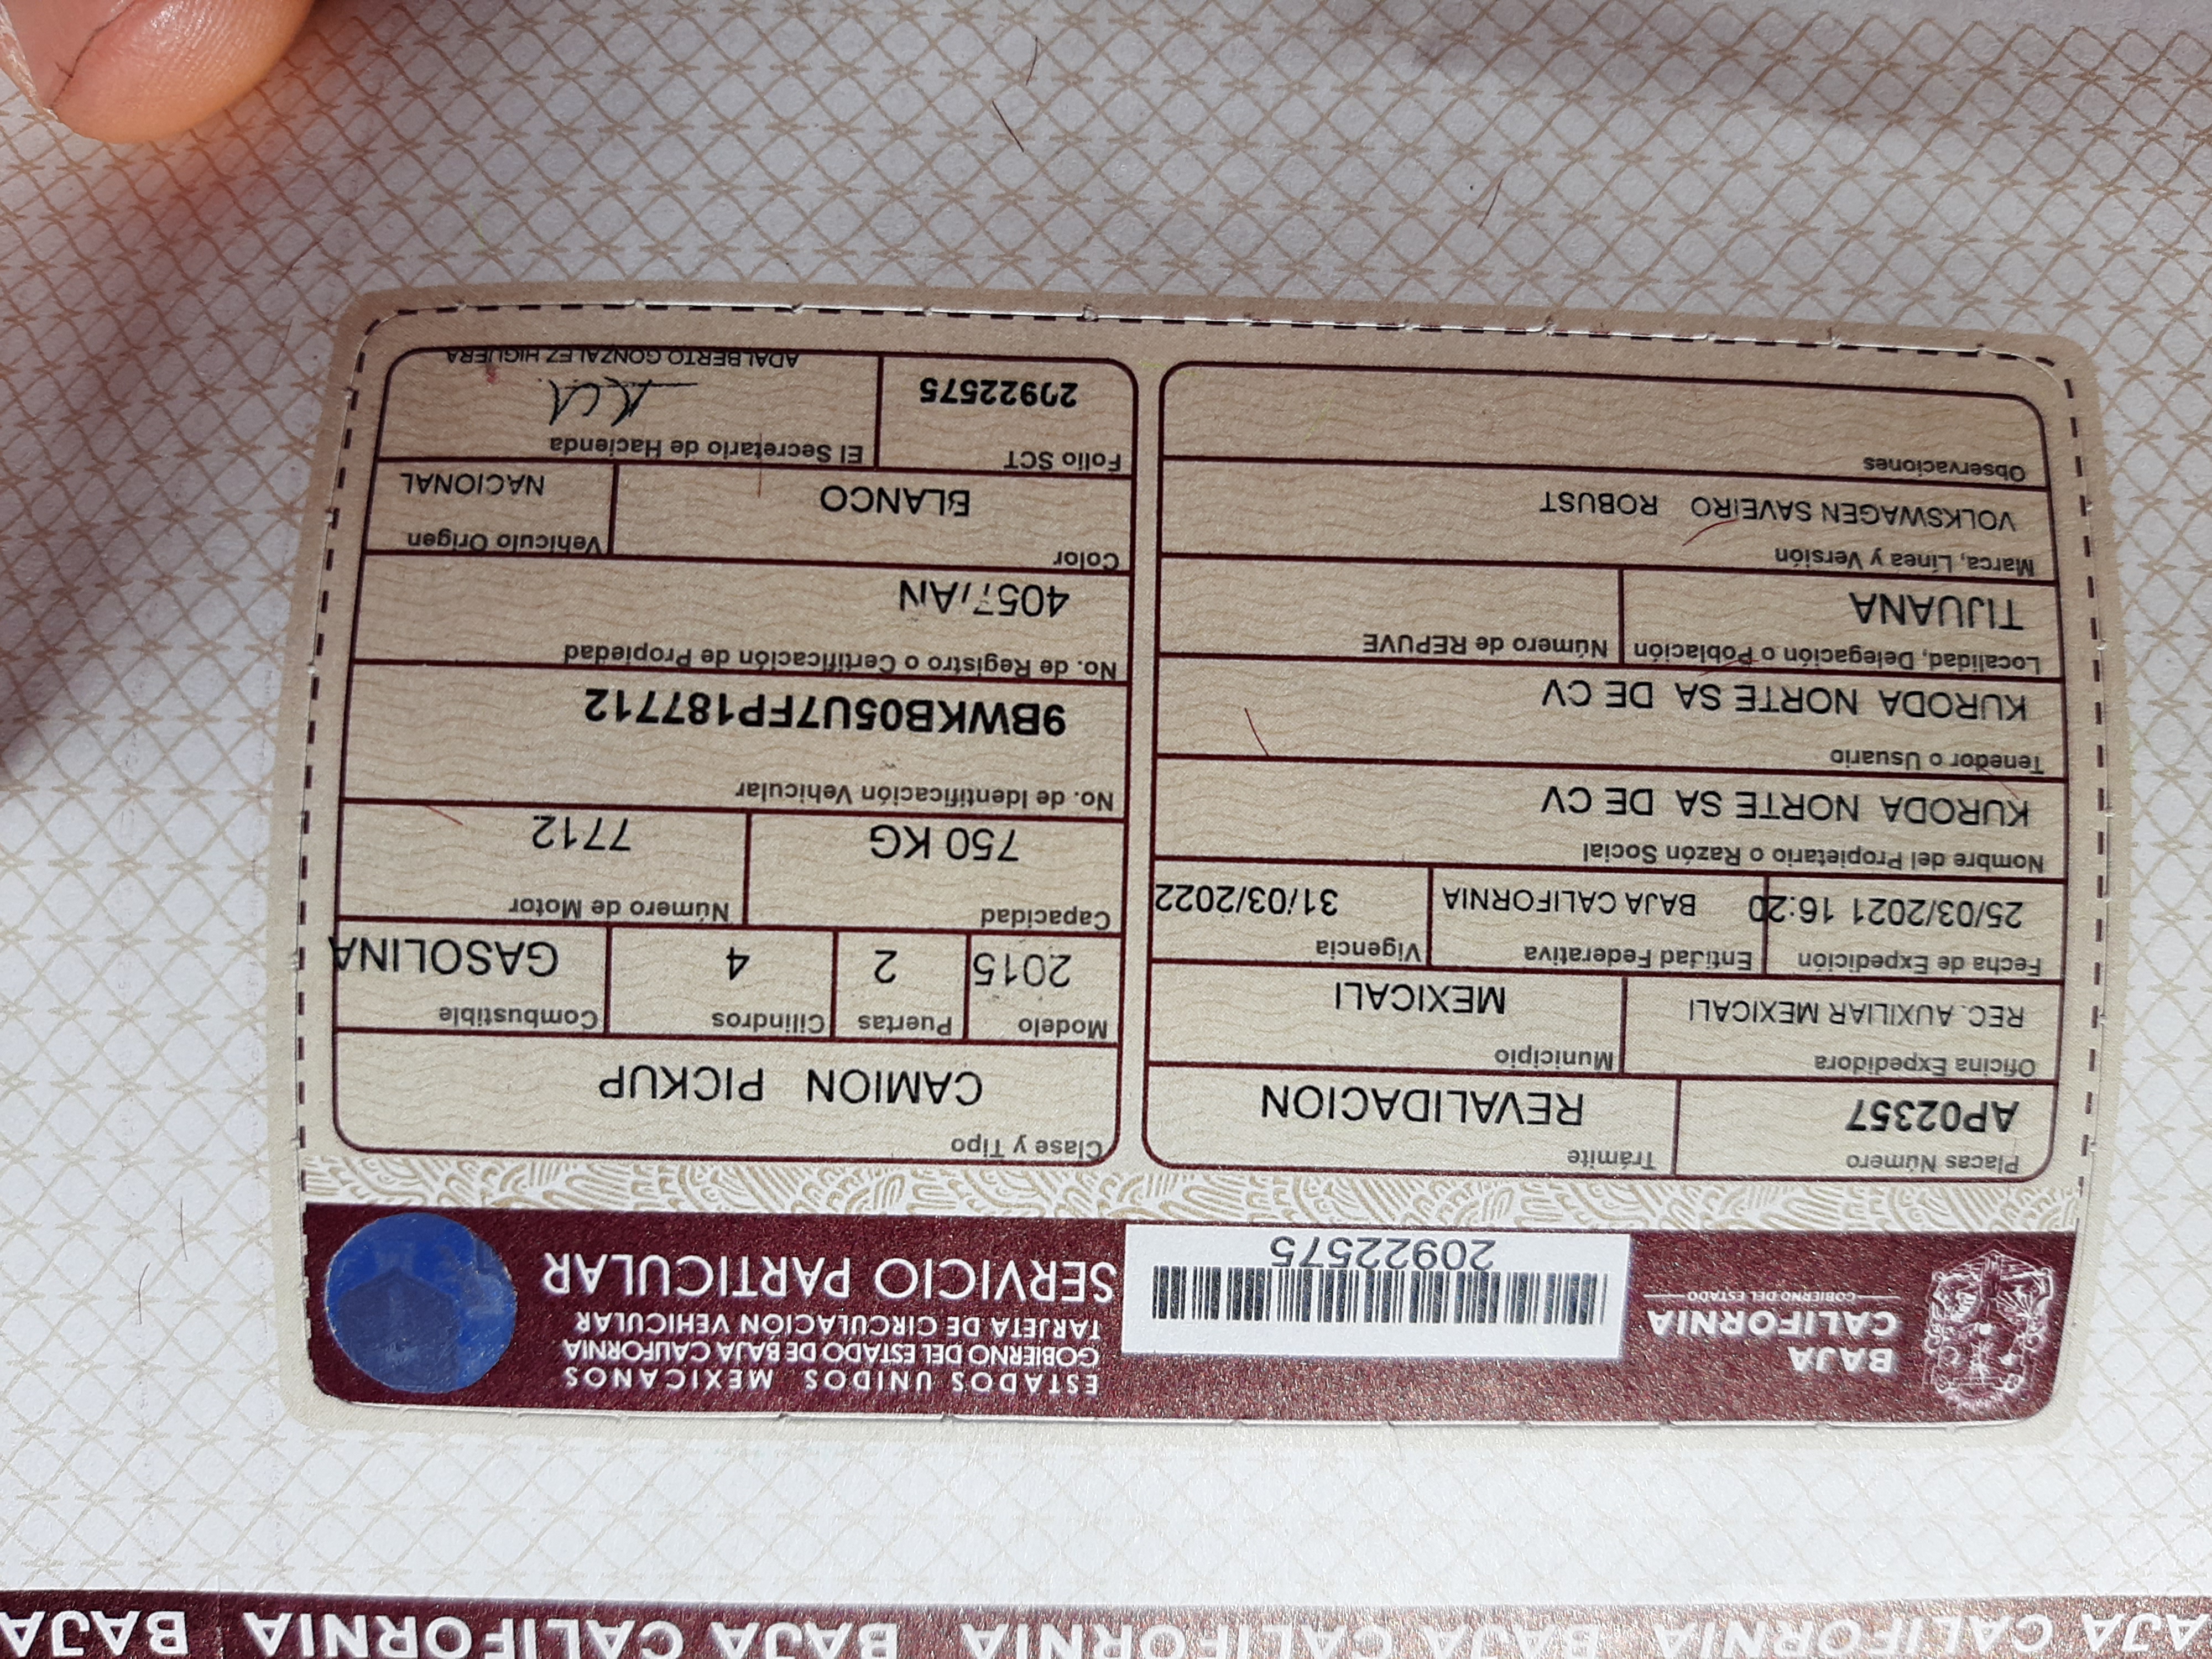 BAJA
CALIFORNIA
GOBIERNO DEL ESTADO
20922575
ESTADOS UNIDOS MEXICANOS
GOBIERNO DEL ESTADO DE BAJA CALIFORNIA
TARJETA DE CIRCULACIÓN VEHICULAR
SERVICIO PARTICULAR
Placas Número
AP02357
Trámite
REVALIDACION
Oficina Expedidora
REC. AUXILIAR MEXICALI
Municipio
MEXICALI
Fecha de Expedición
25/03/2021 16:20
Entidad Federativa
BAJA CALIFORNIA
Vigencia
31/03/2022
Nombre del Propietario o Razón Social
KURODA NORTE SA DE CV
Tenedor o Usuario
KURODA NORTE SA DE CV
Localidad, Delegación o Población
TIJUANA
Número de REPUVE
Marca, Línea y Versión
VOLKSWAGEN SAVEIRO ROBUST
Observaciones
Clase y Tipo
CAMION PICKUP
Modelo
2015
Puertas
2
Cilindros
4
Combustible
GASOLINA
Capacidad
750 KG
Número de Motor
7712
No. de Identificación Vehicular
9BWKB05U7FP187712
No. de Registro o Certificación de Propiedad
Color
BLANCO
Vehículo Origen
NACIONAL
Folio SCT
20922575
El Secretario de Hacienda
ADALBERTO GONZALEZ HIGUERA
AJA CALIFORNIA BAJA CALIFORNIA BAJA CALIFORNIA BAJA